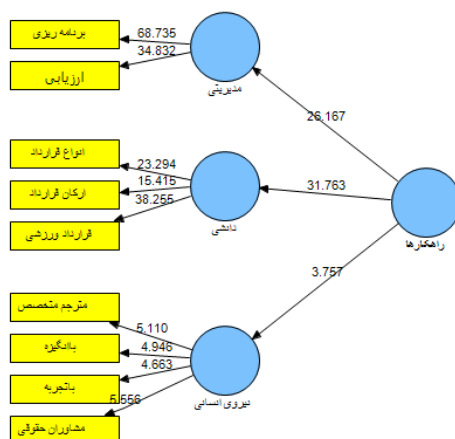 برنامه ریزی
68.735
34.832
ارزیابی
مدیریتی
26.167
انواع قرارداد
23.294
15.415
ارکان قرارداد
38.255
31.763
قرارداد ورزشی
دانشی
راهکارها
3.757
مترجم متخصص
5.110
باانگیزه
4.946
4.663
باتجربه
نیروی انسانی
5.556
مشاوران حقوقی